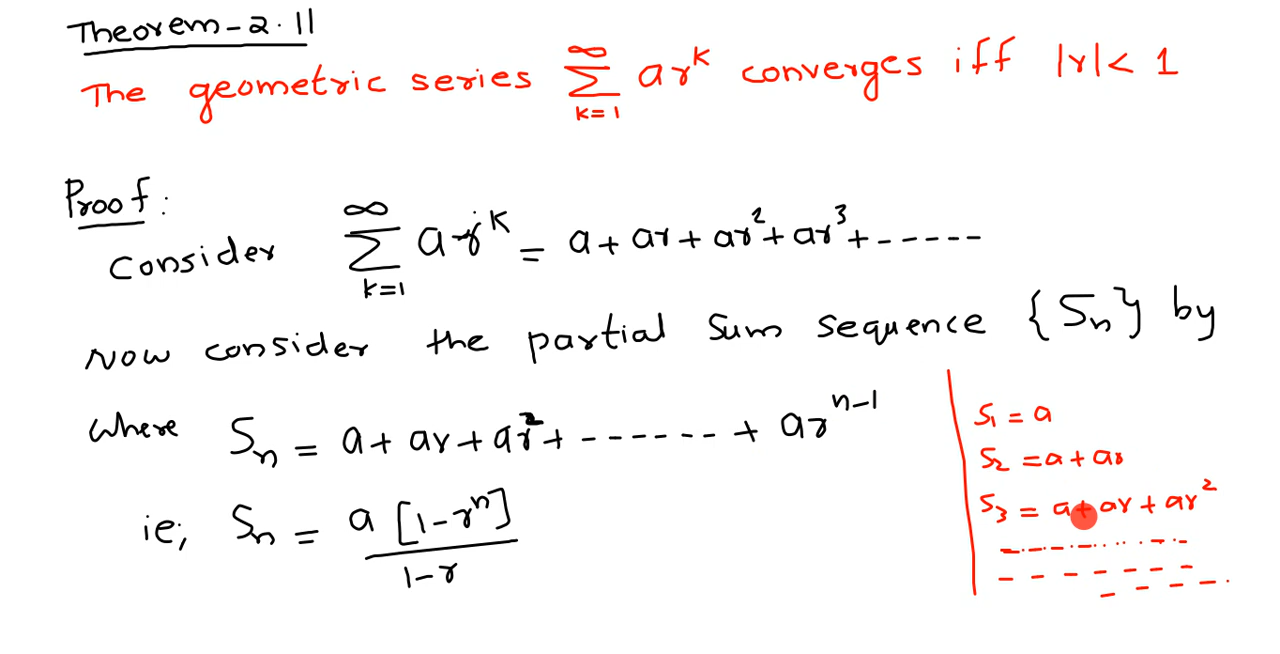 Theorem-2.11
The geometric series ∑_{k=1}^{∞} ar^k converges iff |r| < 1
Proof:
Consider ∑_{k=1}^{∞} ar^k = a + ar + ar^2 + ar^3 + ------
Now consider the partial sum sequence {S_n} by
where S_n = a + ar + ar^2 + ------- + ar^{n-1}
ie; S_n = a[1-r^n] / 1-r
S_1 = a
S_2 = a + ar
S_3 = a + ar + ar^2